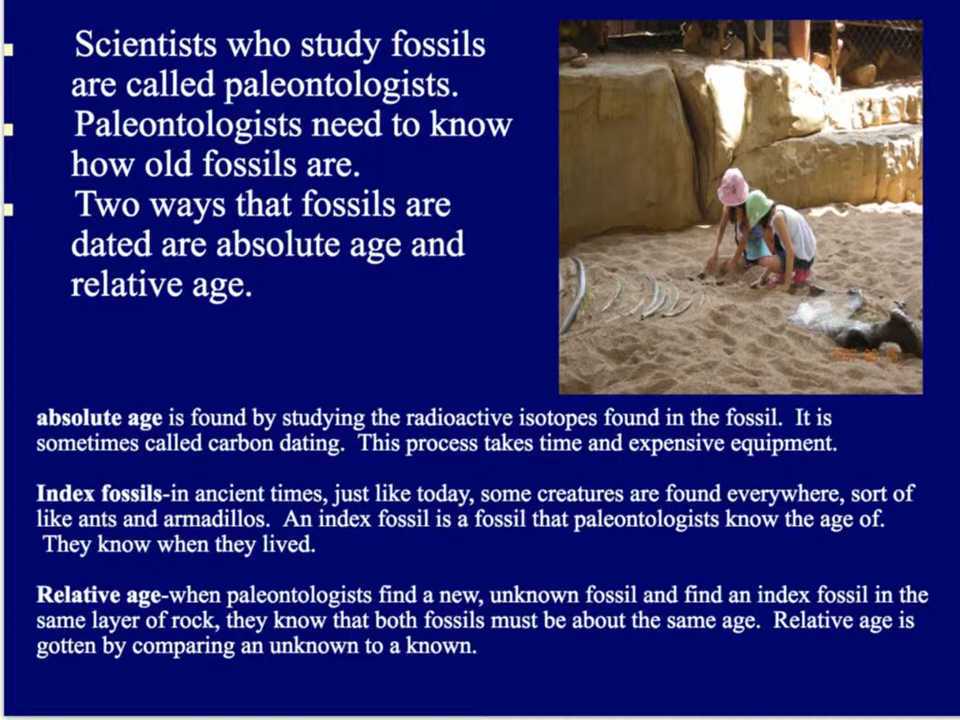 Scientists who study fossils
are called paleontologists.
Paleontologists need to know
how old fossils are.
Two ways that fossils are
dated are absolute age and
relative age.
absolute age is found by studying the radioactive isotopes found in the fossil. It is
sometimes called carbon dating. This process takes time and expensive equipment.
Index fossils-in ancient times, just like today, some creatures are found everywhere, sort of
like ants and armadillos. An index fossil is a fossil that paleontologists know the age of.
They know when they lived.
Relative age-when paleontologists find a new, unknown fossil and find an index fossil in the
same layer of rock, they know that both fossils must be about the same age. Relative age is
gotten by comparing an unknown to a known.